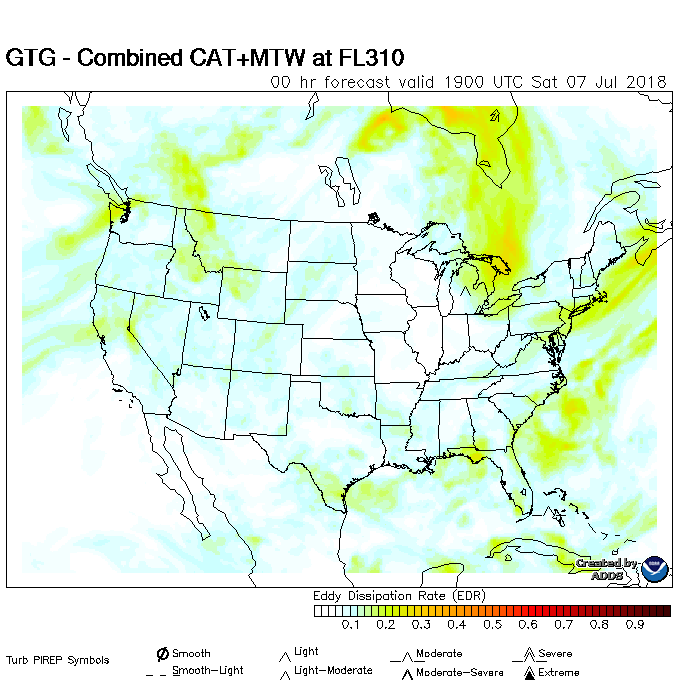 GTG - Combined CAT+MTW at FL310
00 hr forecast valid 1900 UTC Sat 07 Jul 2018
Created by
ADDS
Eddy Dissipation Rate (EDR)
0.1 0.2 0.3 0.4 0.5 0.6 0.7 0.8 0.9
Turb PIREP Symbols
Smooth
Light
Moderate
Severe
Smooth-Light
Light-Moderate
Moderate-Severe
Extreme